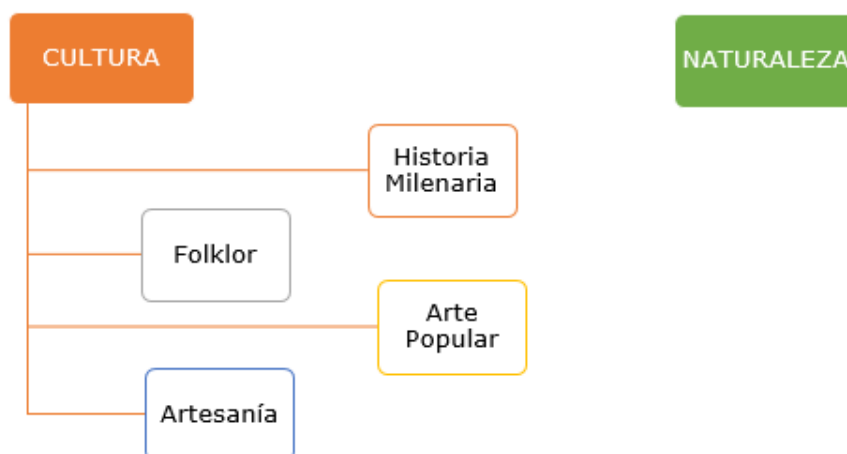 CULTURA
NATURALEZA
Historia
Milenaria
Folklor
Arte
Popular
Artesanía